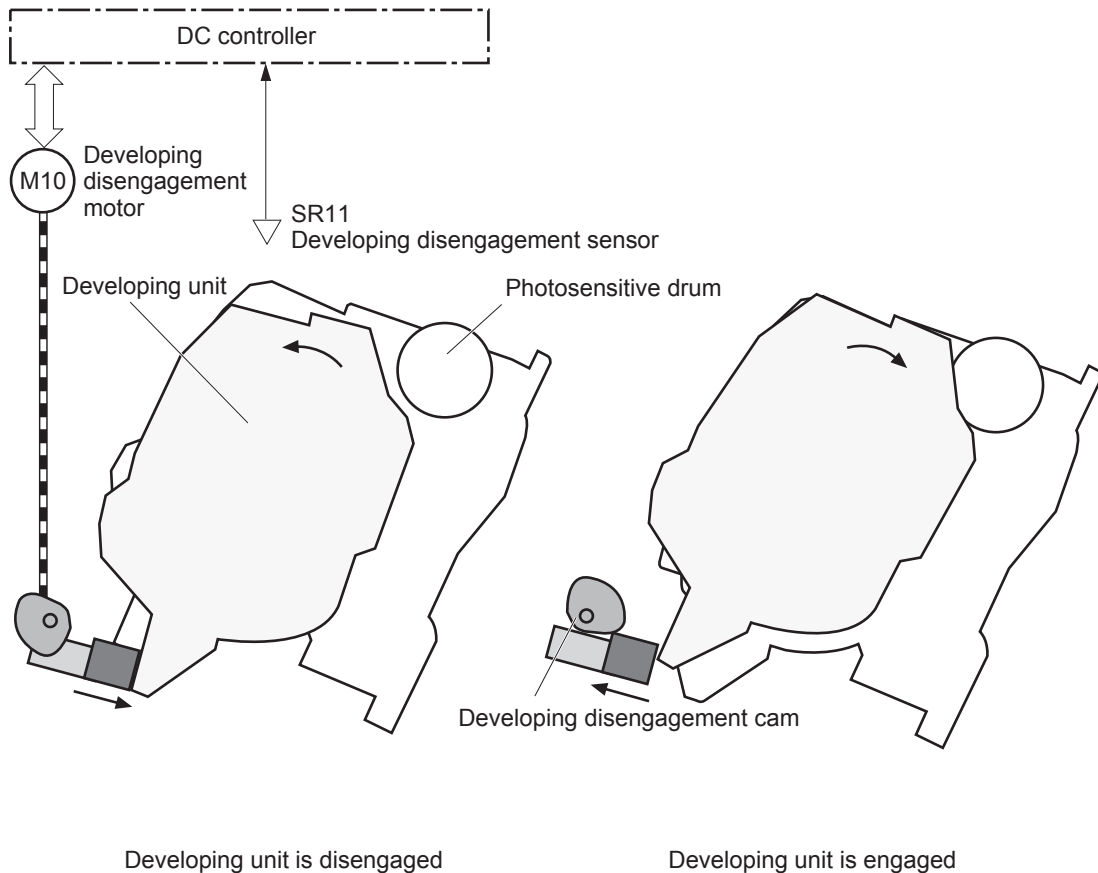 DC controller
M10
Developing
disengagement
motor
SR11
Developing disengagement sensor
Developing unit
Photosensitive drum
Developing disengagement cam
Developing unit is disengaged
Developing unit is engaged